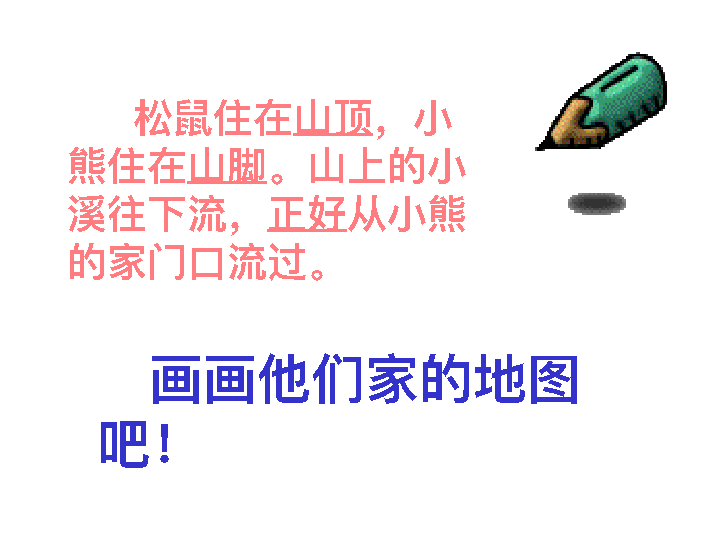 松鼠住在山顶，小
熊住在山脚。山上的小
溪往下流，正好从小熊
的家门口流过。
画画他们家的地图
吧！